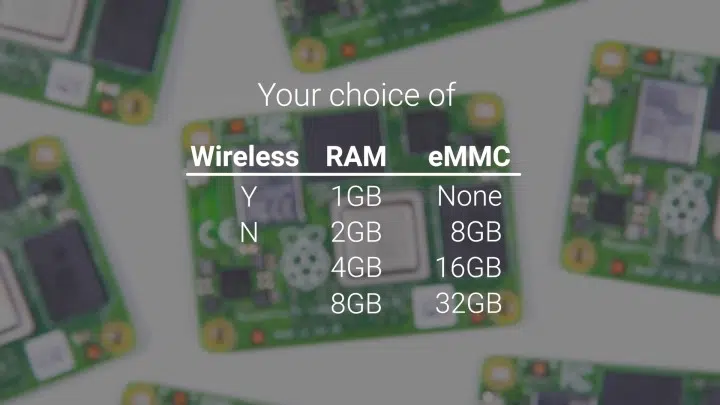 Your choice of
Wireless RAM eMMC
Y 1GB None
N 2GB 8GB
4GB 16GB
8GB 32GB